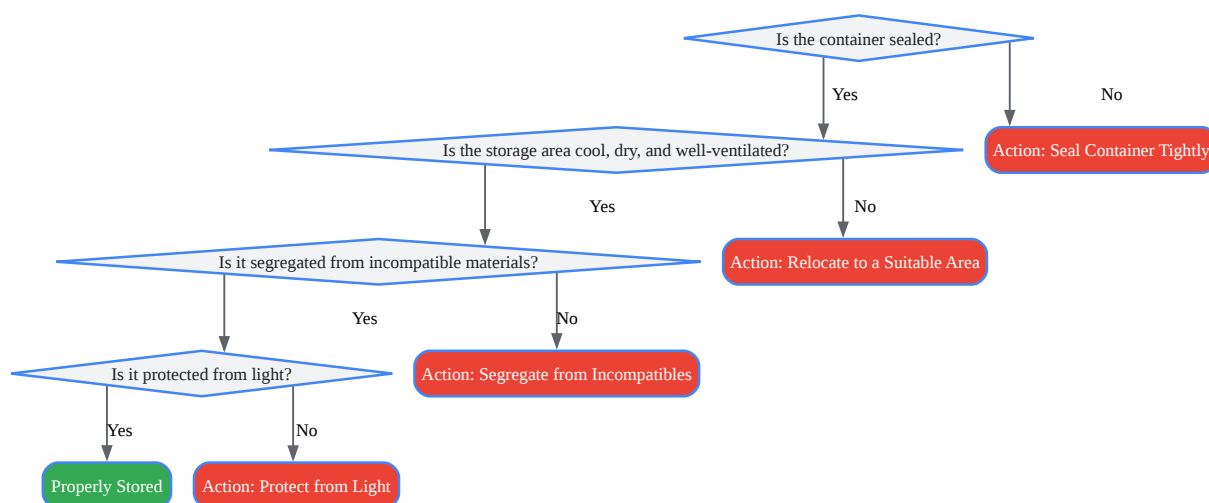 Is the container sealed?
Yes
No
Is the storage area cool, dry, and well-ventilated?
Action: Seal Container Tightly
Yes
No
Is it segregated from incompatible materials?
Action: Relocate to a Suitable Area
Yes
No
Is it protected from light?
Action: Segregate from Incompatibles
Yes
No
Properly Stored
Action: Protect from Light